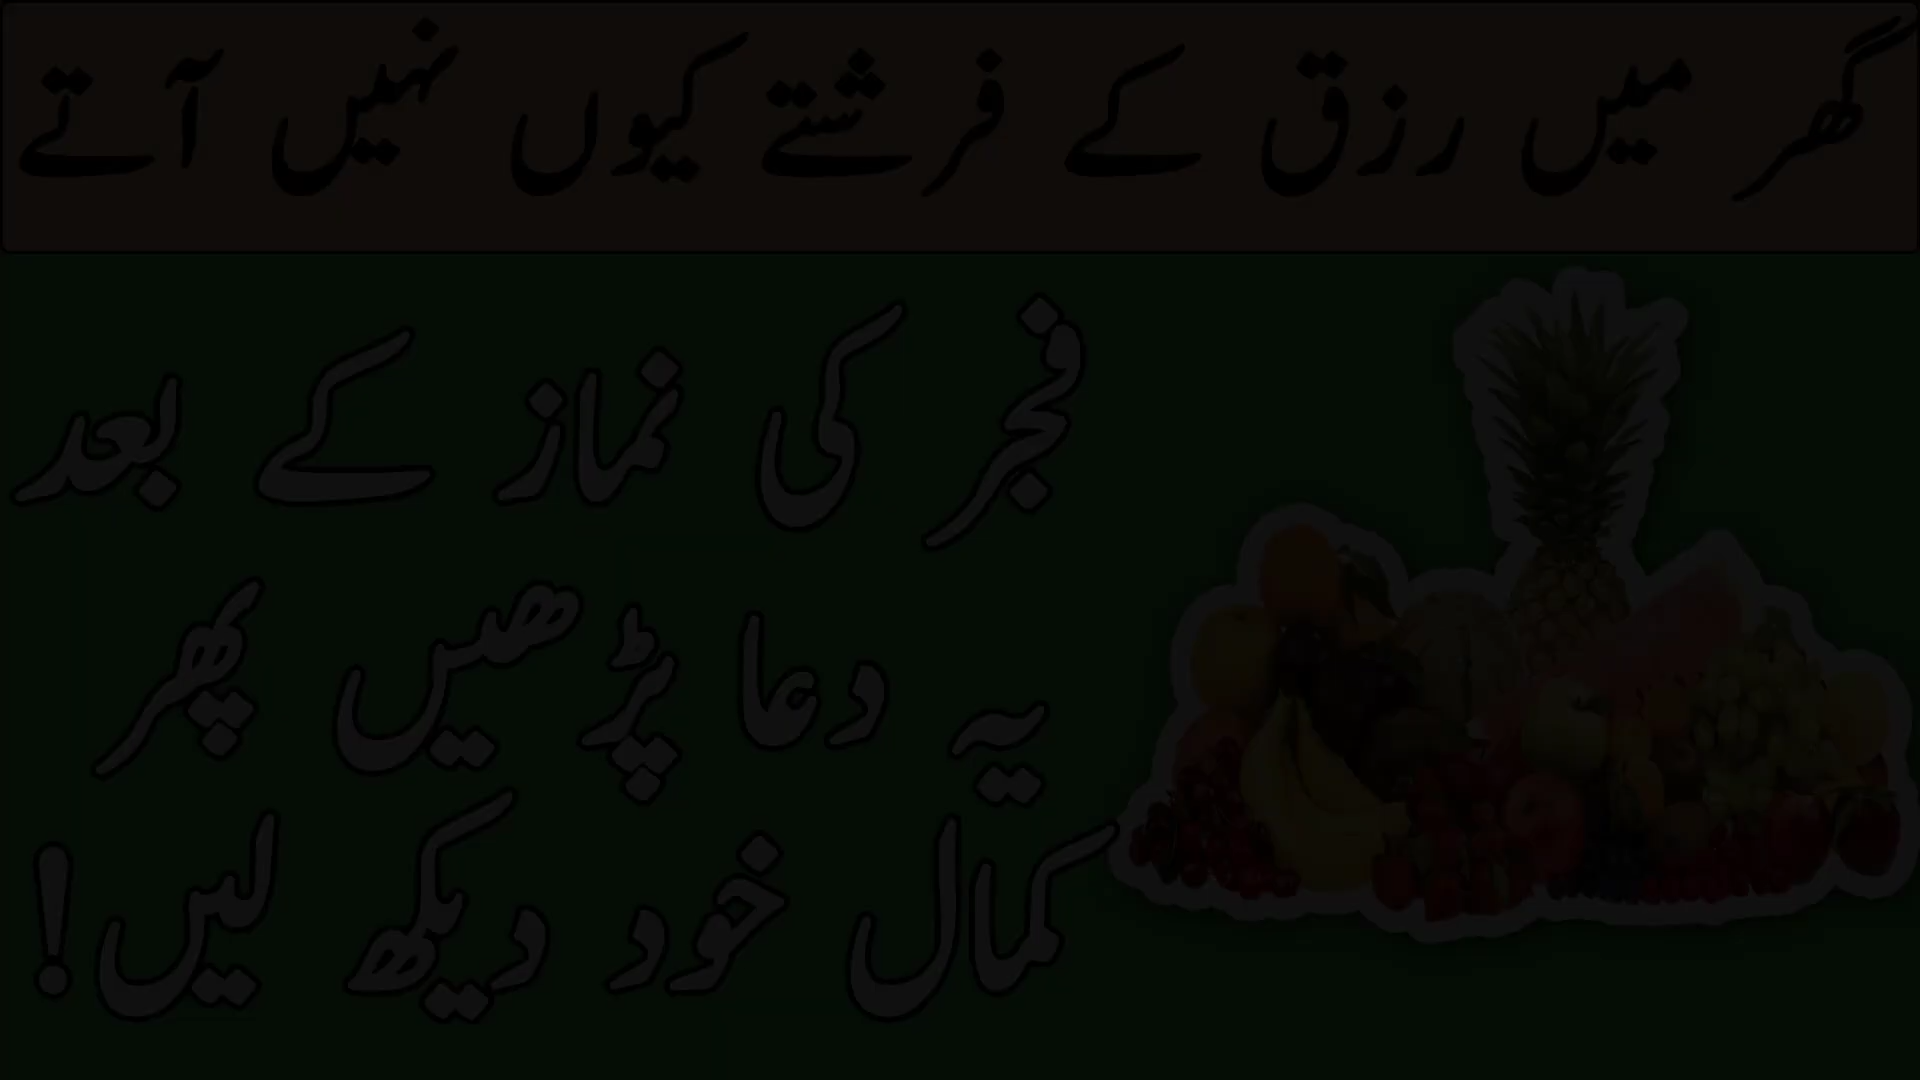 گھر میں رزق کے فرشتے کیوں نہیں آتے
فجر کی نماز کے بعد
یہ دعا پڑھیں پھر
کمال خود دیکھ لیں!